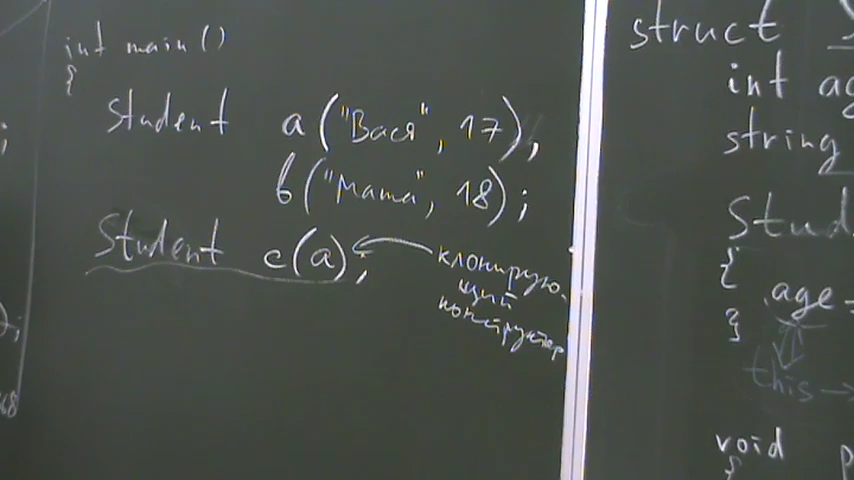 int main()
{
Student a("Вася", 17),
в("Маша", 18);
Student c(a);
клонирую-
щий
конструктор
struct
int ag
string
Stud
{
age=
}
this→
void
{